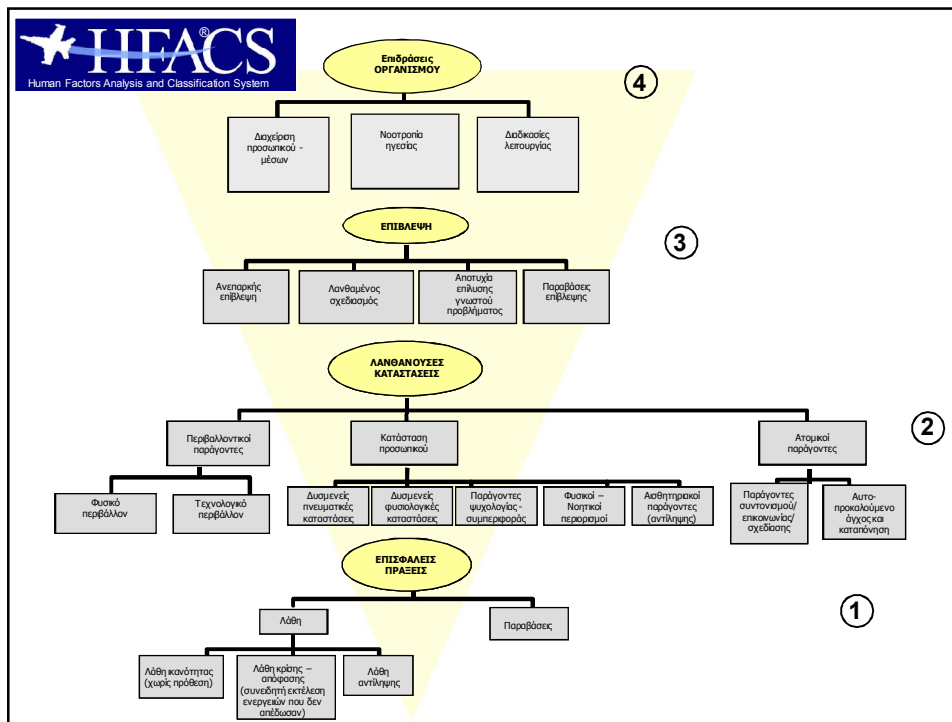 HFACS®
Human Factors Analysis and Classification System
Επιδράσεις
ΟΡΓΑΝΙΣΜΟΥ
4
Διαχείριση
προσωπικού -
μέσων
Νοοτροπία
ηγεσίας
Διαδικασίες
λειτουργίας
ΕΠΙΒΛΕΨΗ
3
Ανεπαρκής
επίβλεψη
Λανθαμένος
σχεδιασμός
Αποτυχία
επίλυσης
γνωστού
προβλήματος
Παραβάσεις
επίβλεψης
ΛΑΝΘΑΝΟΥΣΕΣ
ΚΑΤΑΣΤΑΣΕΙΣ
2
Περιβαλλοντικοί
παράγοντες
Κατάσταση
προσωπικού
Ατομικοί
παράγοντες
Φυσικό
περιβάλλον
Τεχνολογικό
περιβάλλον
Δυσμενείς
πνευματικές
καταστάσεις
Δυσμενείς
φυσιολογικές
καταστάσεις
Παράγοντες
ψυχολογίας -
συμπεριφοράς
Φυσικοί –
Νοητικοί
περιορισμοί
Αισθητηριακοί
παράγοντες
(αντίληψης)
Παράγοντες
συντονισμού/
επικοινωνίας/
σχεδίασης
Αυτο-
προκαλούμενο
άγχος και
καταπόνηση
ΕΠΙΣΦΑΛΕΙΣ
ΠΡΑΞΕΙΣ
1
Λάθη
Παραβάσεις
Λάθη ικανότητας
(χωρίς πρόθεση)
Λάθη κρίσης –
απόφασης
(συνειδητή εκτέλεση
ενεργειών που δεν
απέδωσαν)
Λάθη
αντίληψης